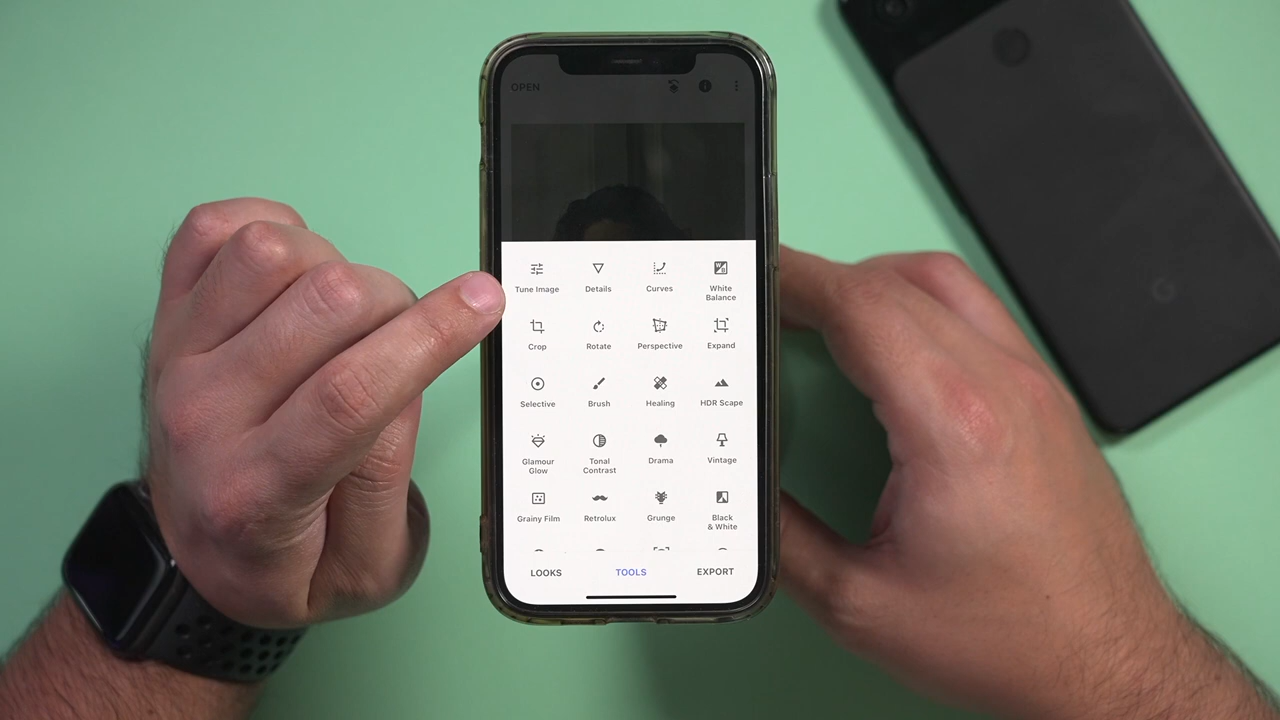 OPEN
Tune Image
Details
Curves
White
Balance
Crop
Rotate
Perspective
Expand
Selective
Brush
Healing
HDR Scape
Glamour
Glow
Tonal
Contrast
Drama
Vintage
Grainy Film
Retrolux
Grunge
Black
& White
LOOKS
TOOLS
EXPORT